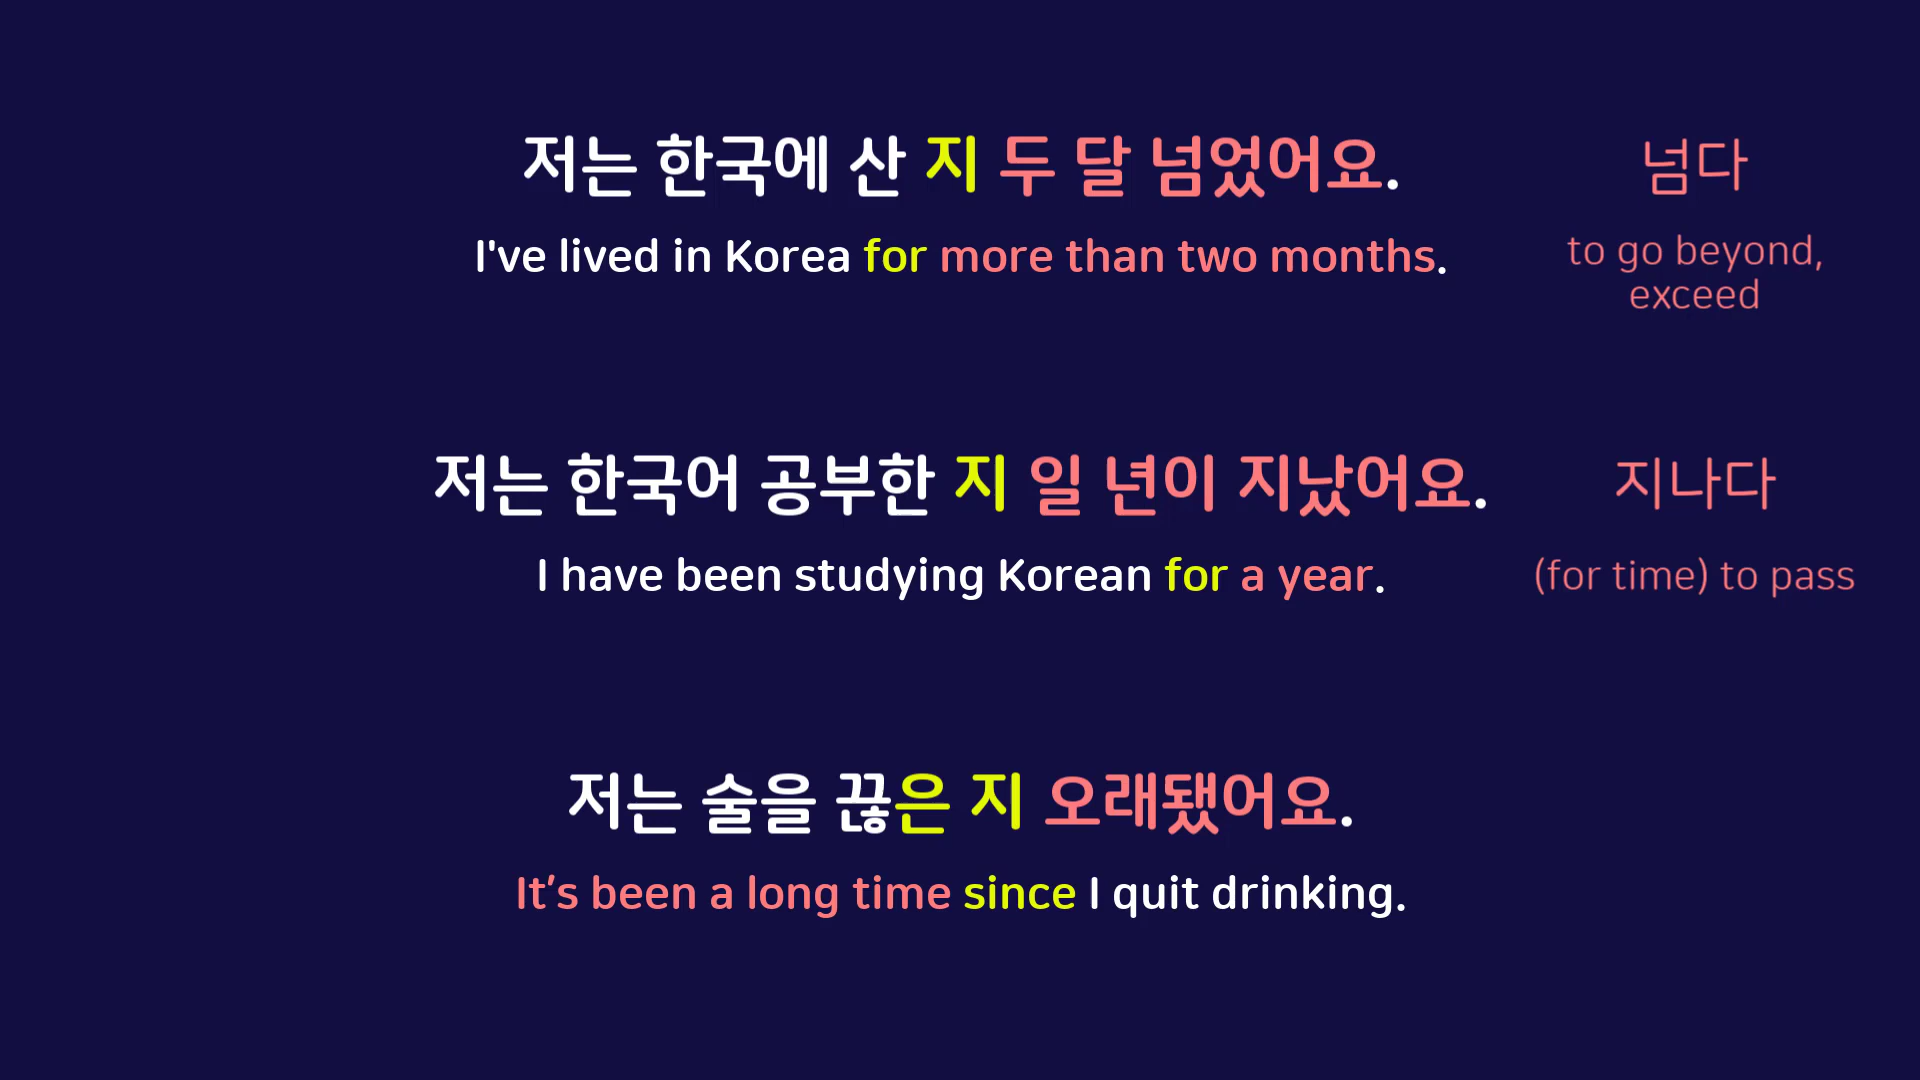 저는 한국에 산 지 두 달 넘었어요.
넘다
I've lived in Korea for more than two months.
to go beyond,
exceed
저는 한국어 공부한 지 일 년이 지났어요.
지나다
I have been studying Korean for a year.
(for time) to pass
저는 술을 끊은 지 오래됐어요.
It’s been a long time since I quit drinking.